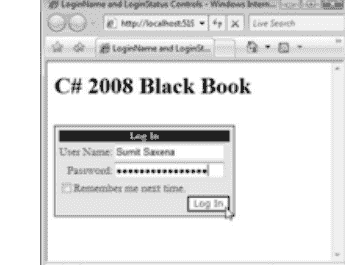 LoginName and LoginStatus Controls - Windows Intern...
http://localhost:515
Live Search
LoginName and LoginSt...
C# 2008 Black Book
Log In
User Name: Sumit Saxena
Password: ●●●●●●●●●●●●●●●●
Remember me next time.
Log In